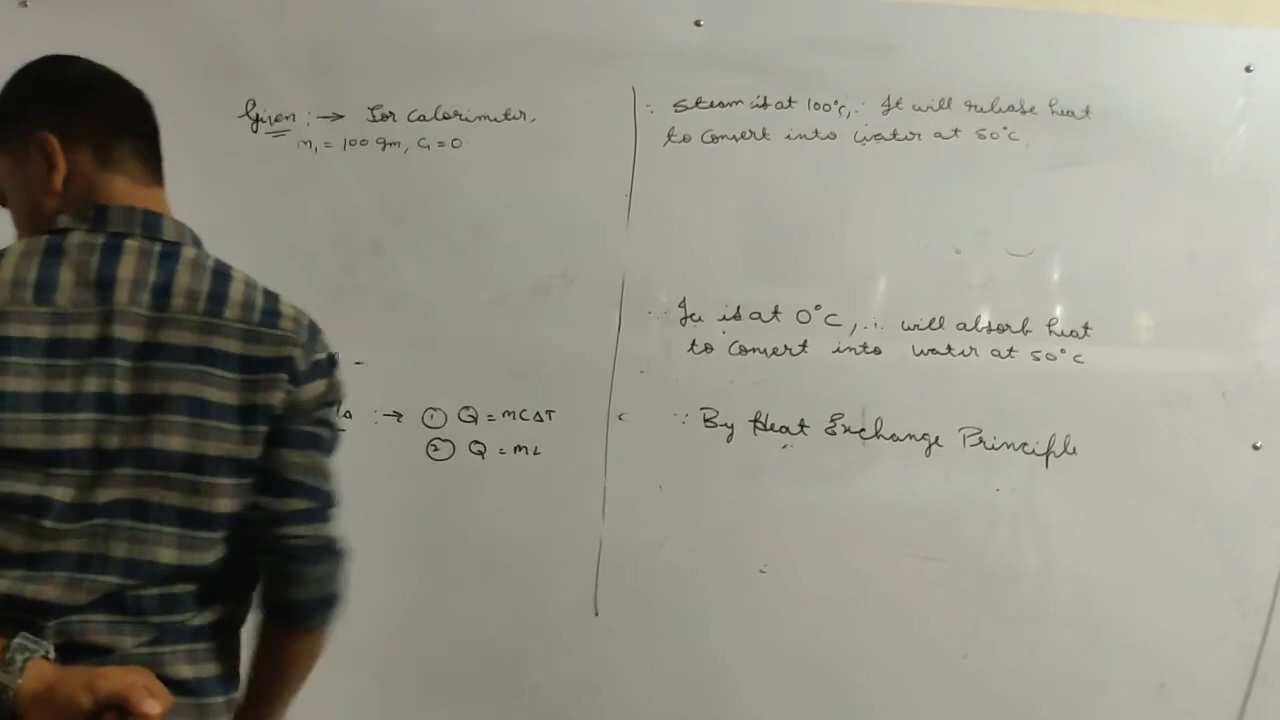 Given : → For calorimeter,
m₁ = 100 gm, C₁ = 0
: → ① Q = mCΔT
② Q = mL
∵ Steam is at 100°C, ∴ It will release heat
to convert into water at 50°C
∵ Ice is at 0°C, ∴ will absorb heat
to convert into water at 50°C
∵ By Heat Exchange Principle